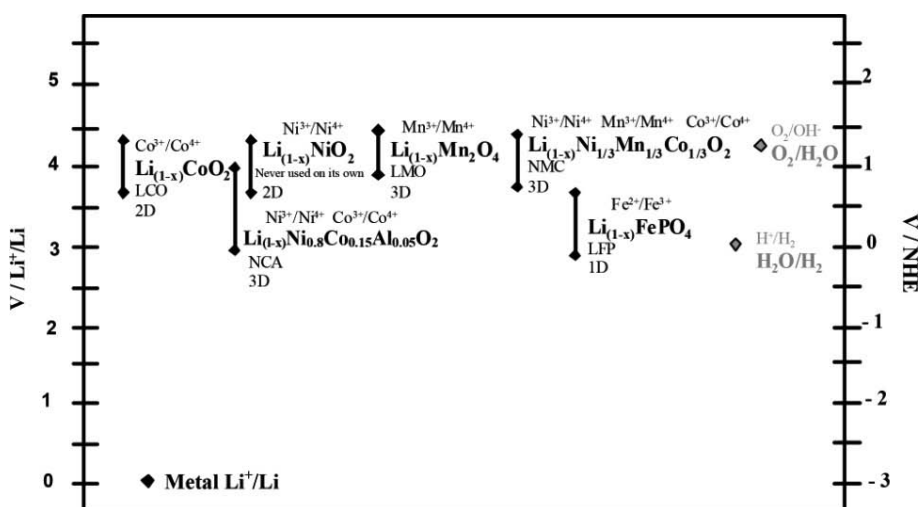 5
4
3
2
1
0
V / Li⁺/Li
Co³⁺/Co⁴⁺
Li₍₁₋ₓ₎CoO₂
LCO
2D
Ni³⁺/Ni⁴⁺
Li₍₁₋ₓ₎NiO₂
Never used on its own
2D
Mn³⁺/Mn⁴⁺
Li₍₁₋ₓ₎Mn₂O₄
LMO
3D
Ni³⁺/Ni⁴⁺ Mn³⁺/Mn⁴⁺ Co³⁺/Co⁴⁺
Li₍₁₋ₓ₎Ni₁/₃Mn₁/₃Co₁/₃O₂
NMC
3D
O₂/OH⁻
O₂/H₂O
Ni³⁺/Ni⁴⁺ Co³⁺/Co⁴⁺
Li₍ₗ₋ₓ₎Ni₀.₈Co₀.₁₅Al₀.₀₅O₂
NCA
3D
Fe²⁺/Fe³⁺
Li₍₁₋ₓ₎FePO₄
LFP
1D
H⁺/H₂
H₂O/H₂
Metal Li⁺/Li
2
1
0
- 1
- 2
- 3
V / NHE